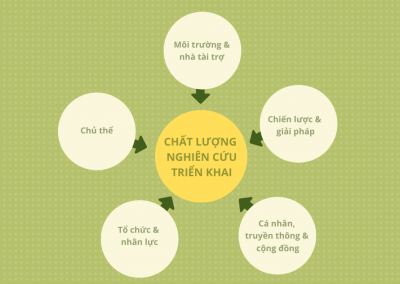 Môi trường &
nhà tài trợ
Chủ thể
Chiến lược &
giải pháp
CHẤT LƯỢNG
NGHIÊN CỨU
TRIỂN KHAI
Tổ chức &
nhân lực
Cá nhân,
truyền thông &
cộng đồng